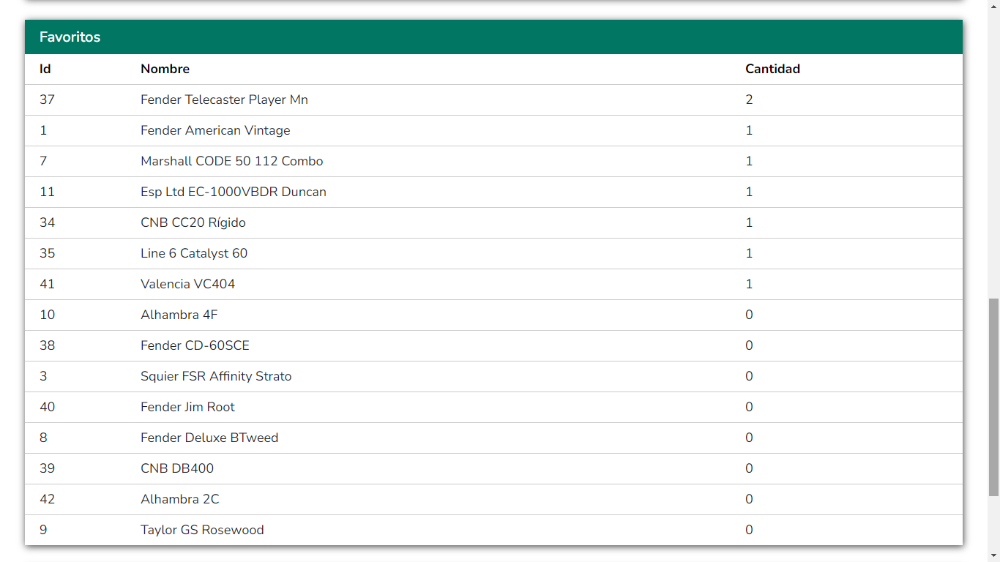 Favoritos
Id Nombre Cantidad
37 Fender Telecaster Player Mn 2
1 Fender American Vintage 1
7 Marshall CODE 50 112 Combo 1
11 Esp Ltd EC-1000VBDR Duncan 1
34 CNB CC20 Rígido 1
35 Line 6 Catalyst 60 1
41 Valencia VC404 1
10 Alhambra 4F 0
38 Fender CD-60SCE 0
3 Squier FSR Affinity Strato 0
40 Fender Jim Root 0
8 Fender Deluxe BTweed 0
39 CNB DB400 0
42 Alhambra 2C 0
9 Taylor GS Rosewood 0